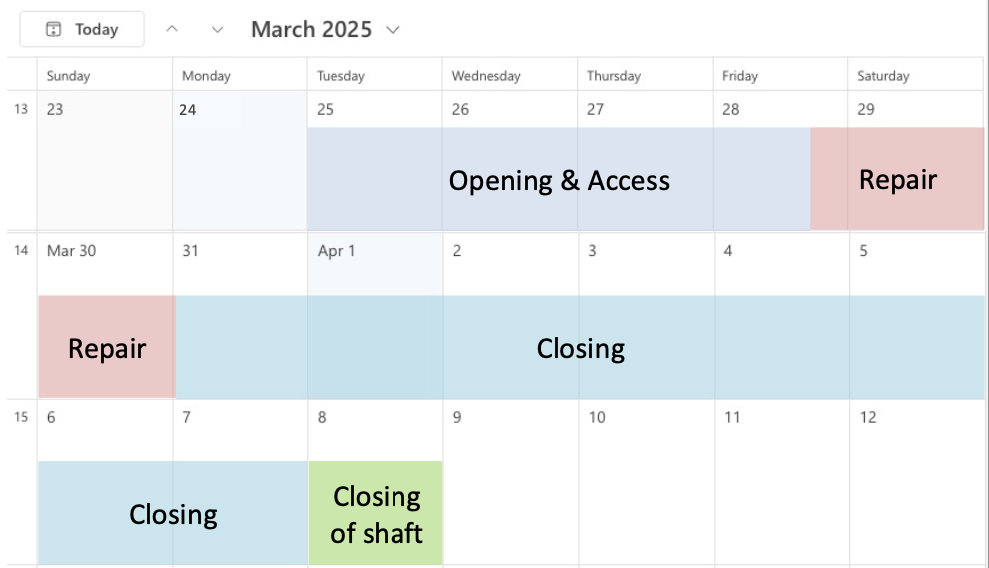 Today
March 2025
Sunday Monday Tuesday Wednesday Thursday Friday Saturday
13 23 24 25 26 27 28 29
Opening & Access Repair
14 Mar 30 31 Apr 1 2 3 4 5
Repair Closing
15 6 7 8 9 10 11 12
Closing
Closing
of shaft